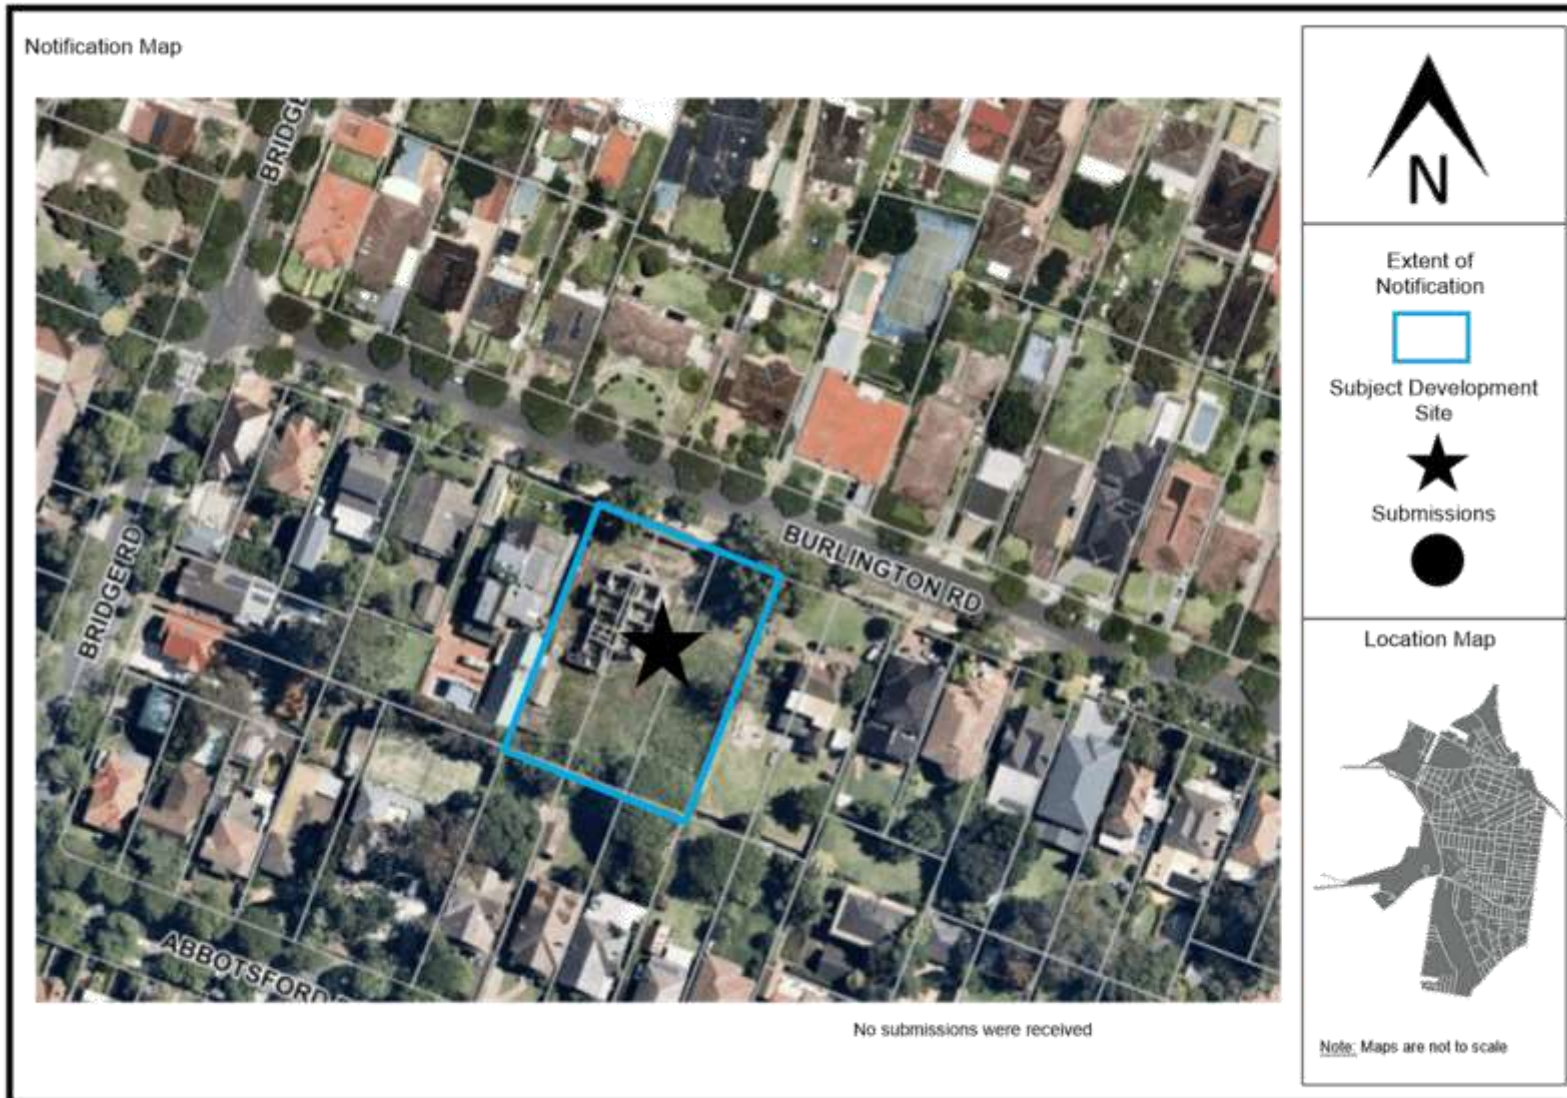 Notification Map
BRIDGE
BURLINGTON RD
BRIDGE RD
ABBOTSFORD
No submissions were received
N
Extent of
Notification
Subject Development
Site
Submissions
Location Map
Note: Maps are not to scale